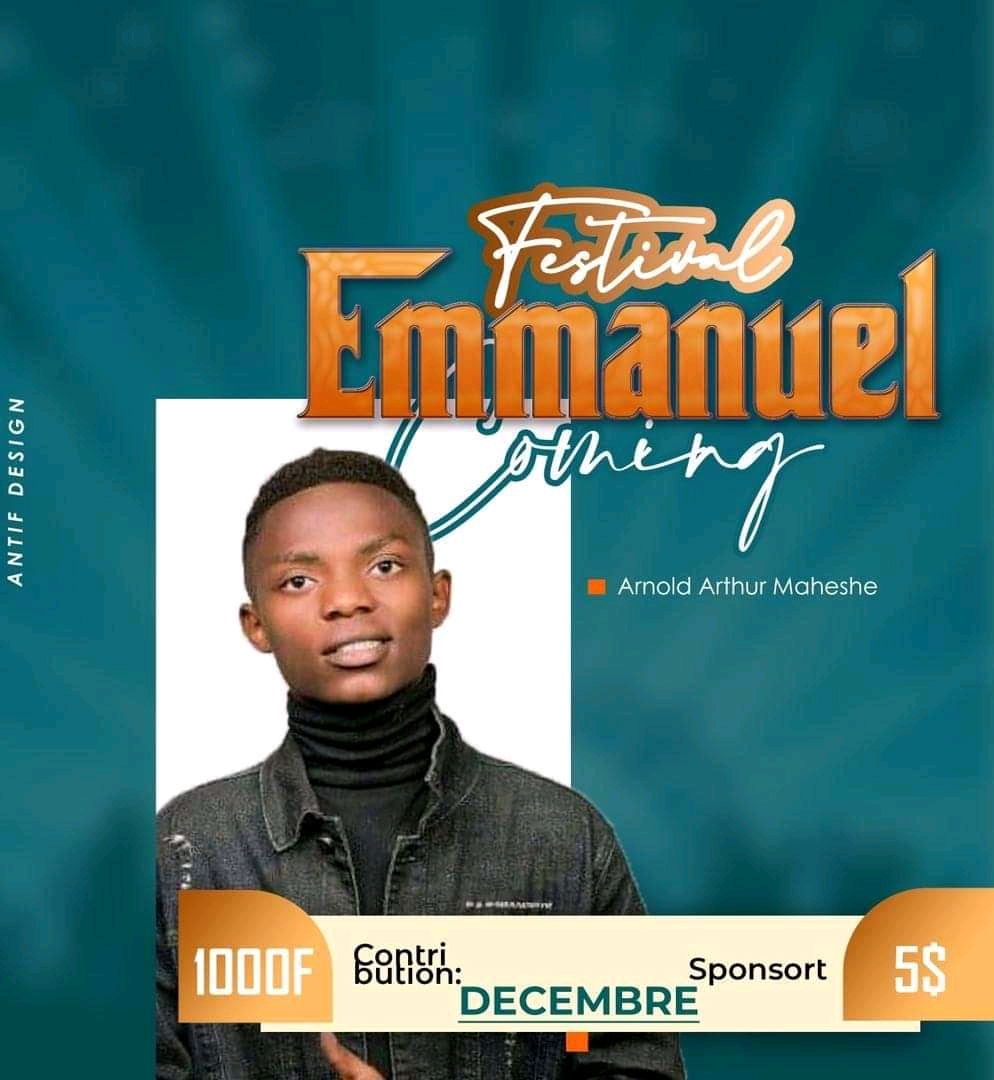 Festival
Emmanuel
Coming
ANTIF DESIGN
Arnold Arthur Maheshe
1000F
Contri
bution:
Sponsort
5$
DECEMBRE